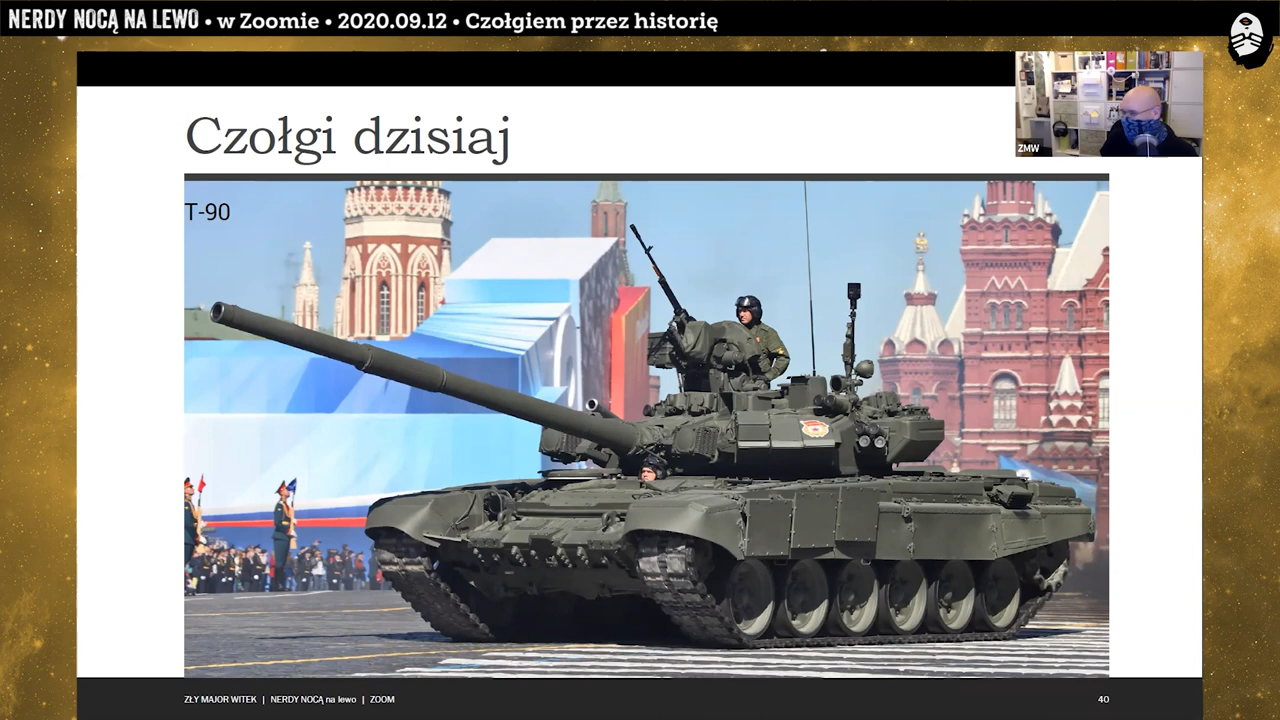 NERDY NOCĄ NA LEWO • w Zoomie • 2020.09.12 • Czołgiem przez historię
ZMW
Czołgi dzisiaj
T-90
ZŁY MAJOR WITEK | NERDY NOCĄ na lewo | ZOOM
40